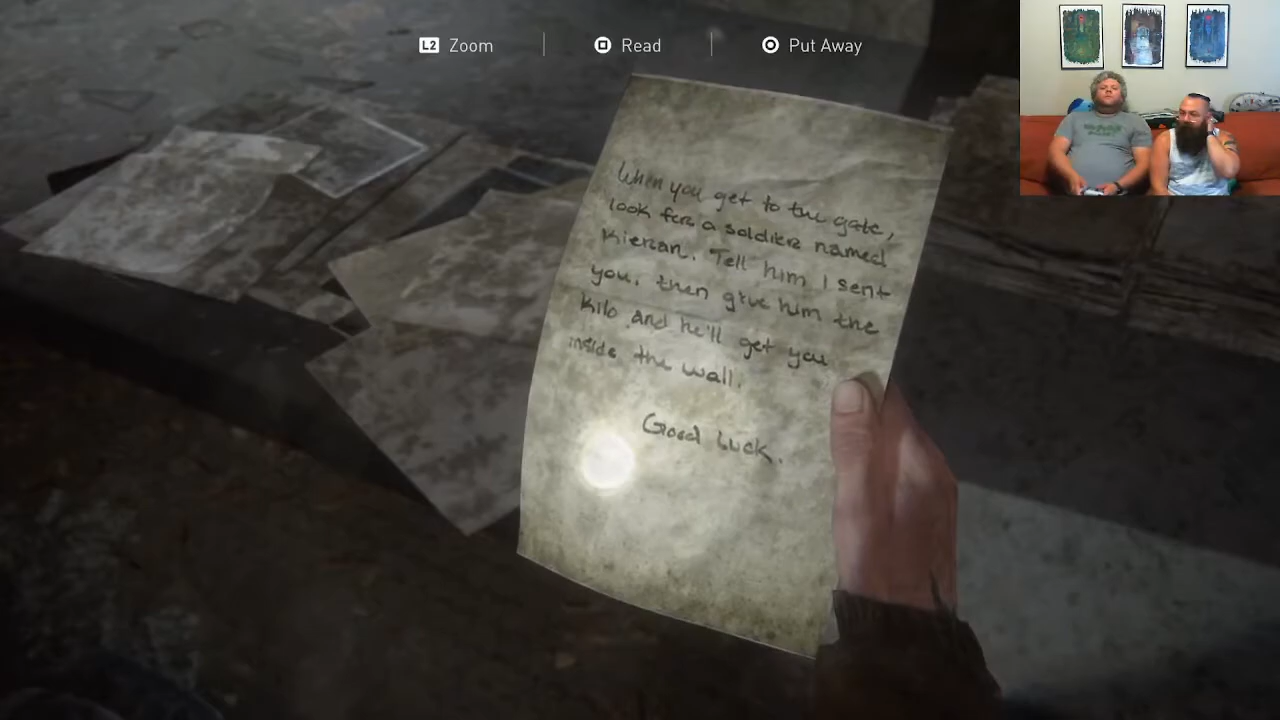 L2 Zoom
Read
Put Away
When you get to the gate,
look for a soldier named
Kieran. Tell him I sent
you, then give him the
kilo and he'll get you
inside the wall.
Good Luck.